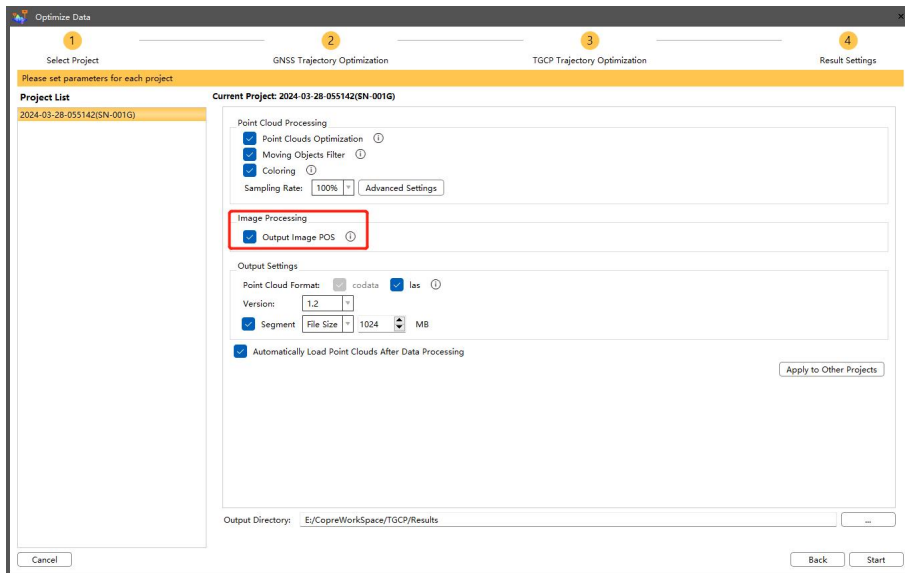 Optimize Data
×
1 2 3 4
Select Project GNSS Trajectory Optimization TGCP Trajectory Optimization Result Settings
Please set parameters for each project
Project List
2024-03-28-055142(SN-001G)
Current Project: 2024-03-28-055142(SN-001G)
Point Cloud Processing
Point Clouds Optimization
Moving Objects Filter
Coloring
Sampling Rate: 100% Advanced Settings
Image Processing
Output Image POS
Output Settings
Point Cloud Format: codata las
Version: 1.2
Segment File Size 1024 MB
Automatically Load Point Clouds After Data Processing
Apply to Other Projects
Output Directory: E:/CopreWorkSpace/TGCP/Results ...
Cancel Back Start